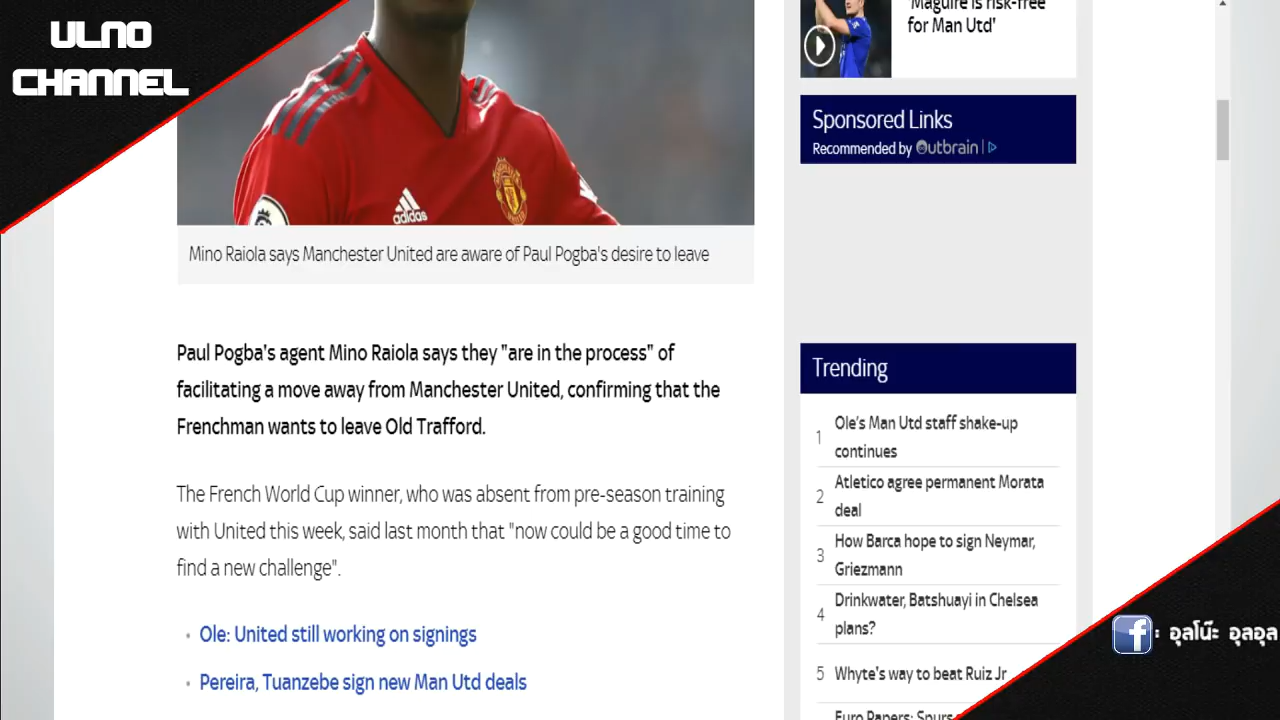 ULNO
CHANNEL
adidas
Mino Raiola says Manchester United are aware of Paul Pogba's desire to leave
Paul Pogba's agent Mino Raiola says they "are in the process" of
facilitating a move away from Manchester United, confirming that the
Frenchman wants to leave Old Trafford.
The French World Cup winner, who was absent from pre-season training
with United this week, said last month that "now could be a good time to
find a new challenge".
• Ole: United still working on signings
• Pereira, Tuanzebe sign new Man Utd deals
'Maguire is risk-free
for Man Utd'
Sponsored Links
Recommended by Outbrain
Trending
1 Ole's Man Utd staff shake-up
continues
2 Atletico agree permanent Morata
deal
3 How Barca hope to sign Neymar,
Griezmann
4 Drinkwater, Batshuayi in Chelsea
plans?
5 Whyte's way to beat Ruiz Jr
Euro Papers: Spurs
f : อุลโน๊ะ อุลอุล